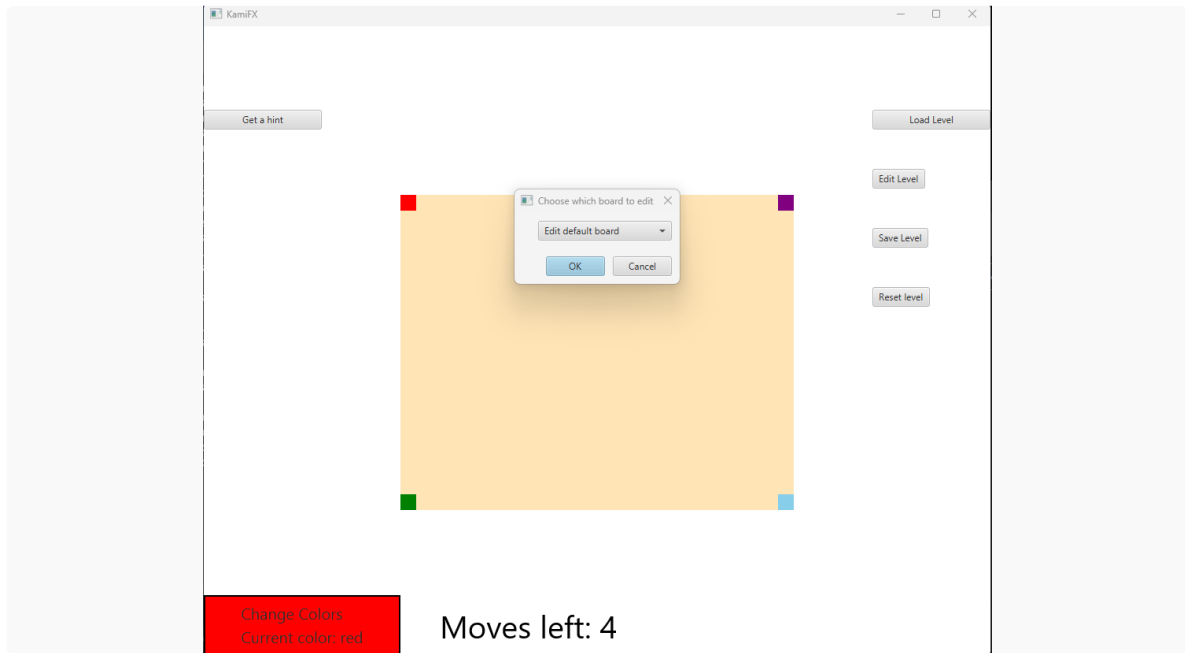 KamiFX
Get a hint
Load Level
Edit Level
Choose which board to edit
Edit default board
OK
Cancel
Save Level
Reset level
Change Colors
Current color: red
Moves left: 4